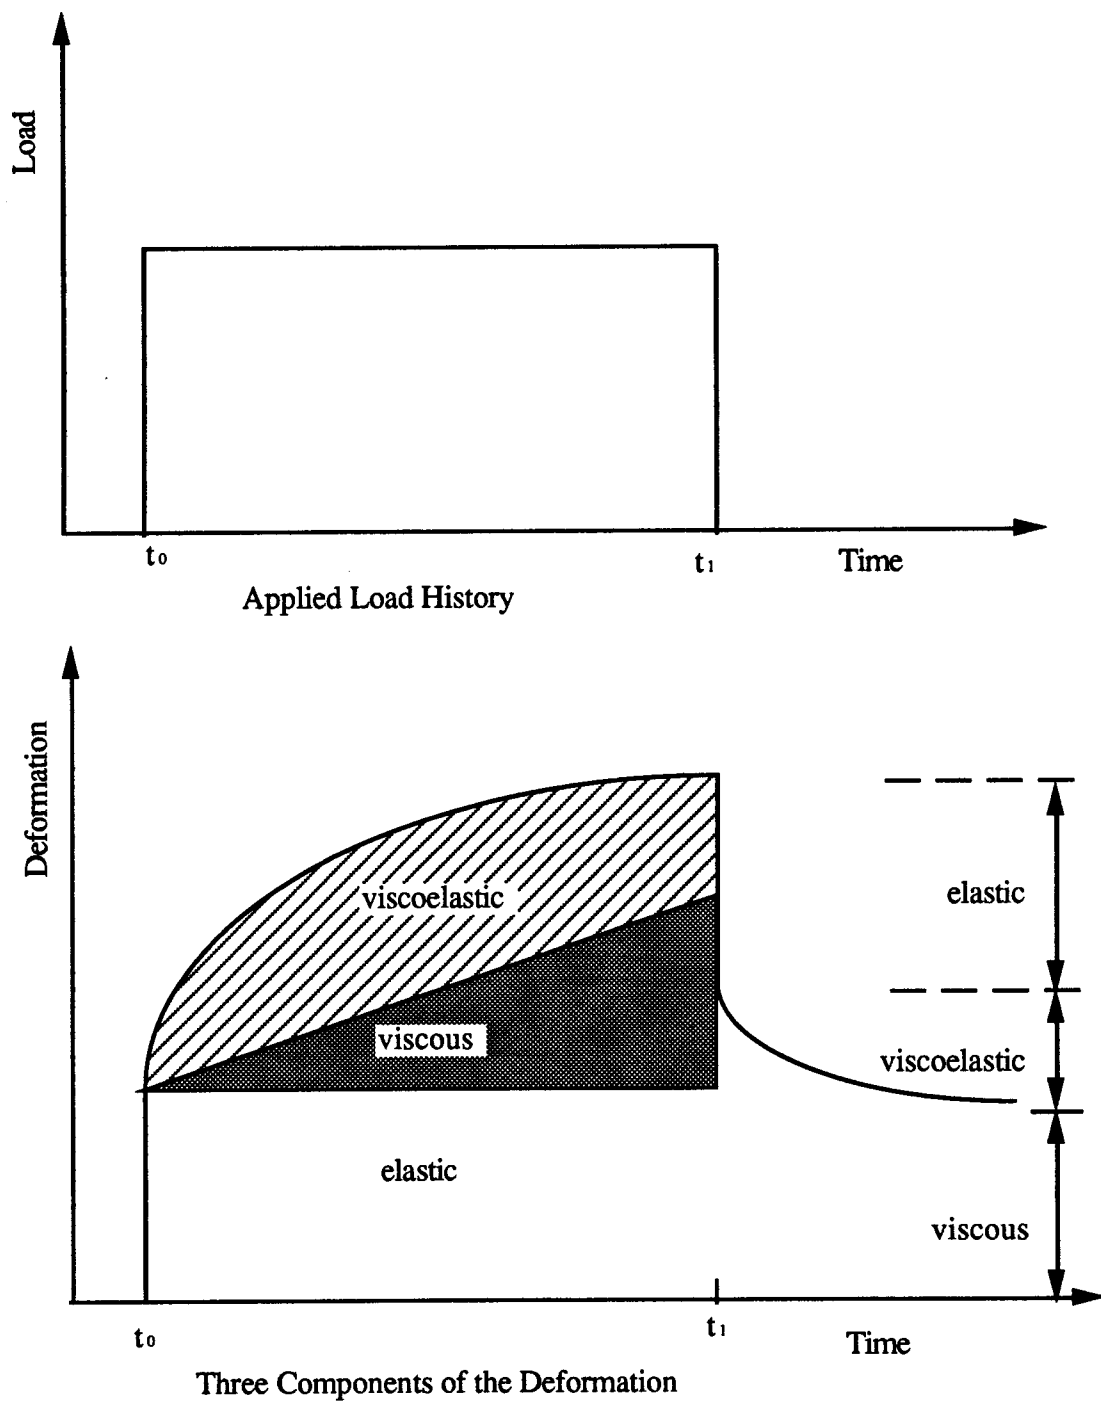 Load
t₀
t₁
Time
Applied Load History
Deformation
viscoelastic
elastic
viscous
viscoelastic
elastic
viscous
t₀
t₁
Time
Three Components of the Deformation